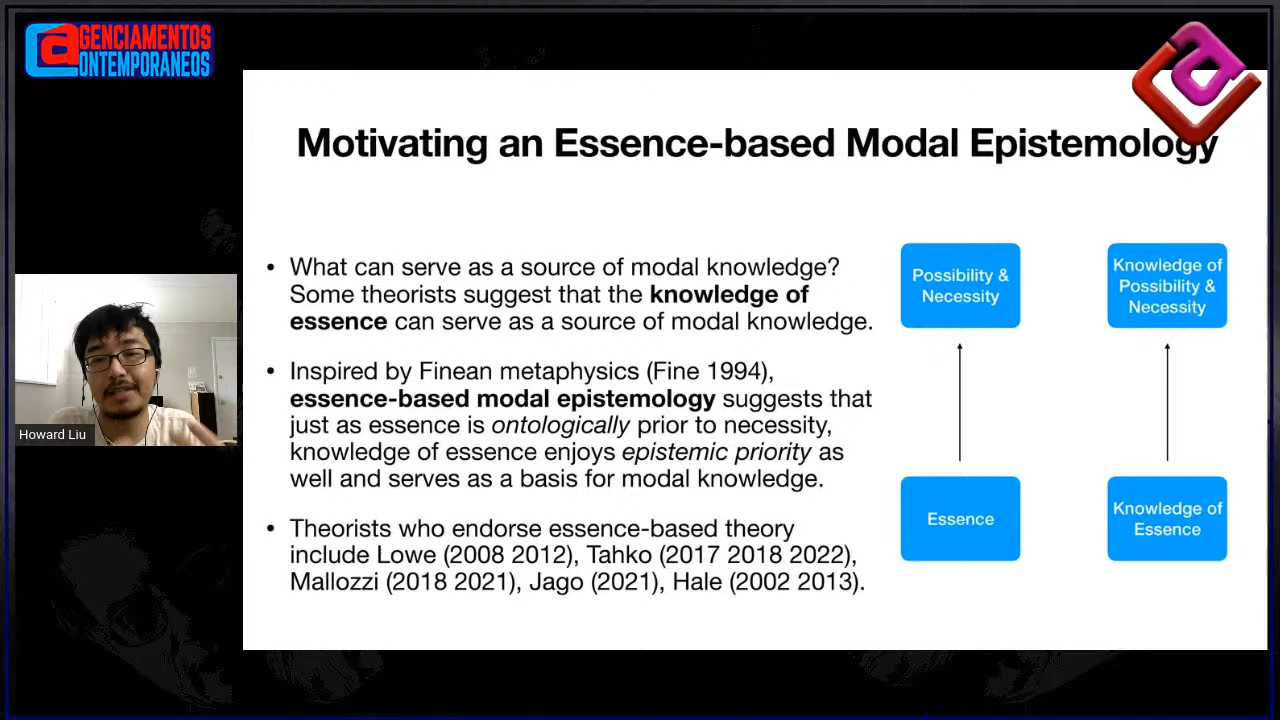 AGENCIAMENTOS
CONTEMPORANEOS
a
Motivating an Essence-based Modal Epistemology
• What can serve as a source of modal knowledge?
Some theorists suggest that the knowledge of
essence can serve as a source of modal knowledge.
• Inspired by Finean metaphysics (Fine 1994),
essence-based modal epistemology suggests that
just as essence is ontologically prior to necessity,
knowledge of essence enjoys epistemic priority as
well and serves as a basis for modal knowledge.
• Theorists who endorse essence-based theory
include Lowe (2008 2012), Tahko (2017 2018 2022),
Mallozzi (2018 2021), Jago (2021), Hale (2002 2013).
Possibility &
Necessity
Essence
Knowledge of
Possibility &
Necessity
Knowledge of
Essence
Howard Liu